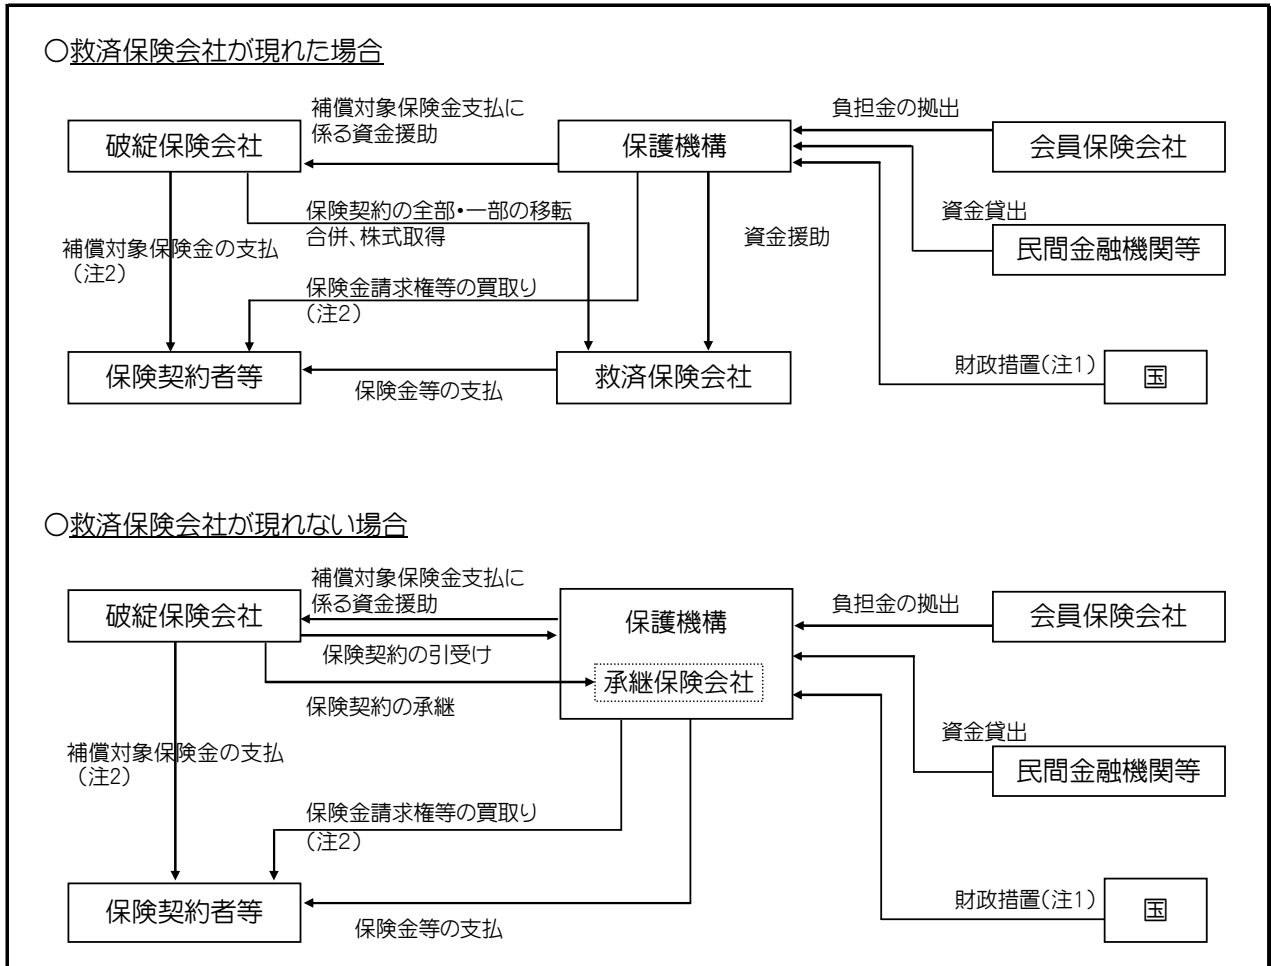 ○救済保険会社が現れた場合
補償対象保険金支払に
係る資金援助
負担金の拠出
破綻保険会社
保護機構
会員保険会社
保険契約の全部・一部の移転
合併、株式取得
資金貸出
補償対象保険金の支払
（注2）
資金援助
民間金融機関等
保険金請求権等の買取り
（注2）
保険契約者等
保険金等の支払
救済保険会社
財政措置（注1）
国
○救済保険会社が現れない場合
補償対象保険金支払に
係る資金援助
負担金の拠出
破綻保険会社
保護機構
会員保険会社
保険契約の引受け
承継保険会社
保険契約の承継
資金貸出
補償対象保険金の支払
（注2）
民間金融機関等
保険金請求権等の買取り
（注2）
保険契約者等
保険金等の支払
財政措置（注1）
国